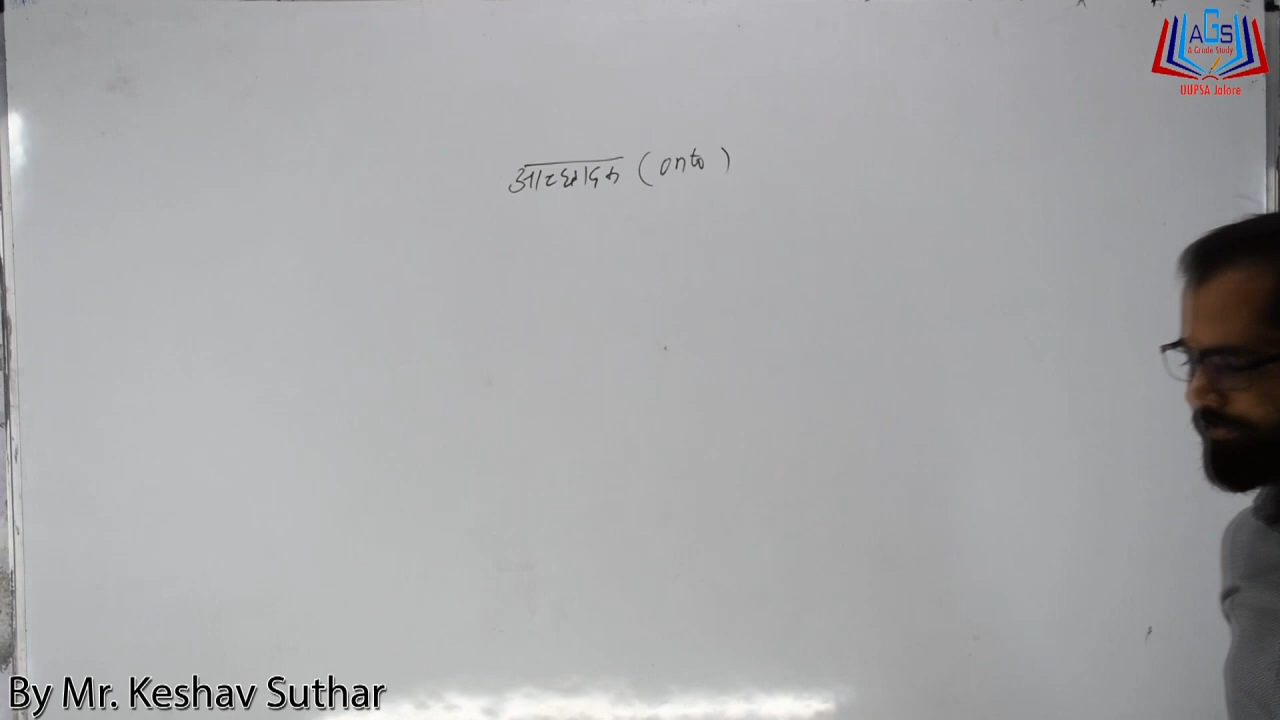 AGS
A Grade Study
UUPSA Jalore
आच्छादक (onto)
By Mr. Keshav Suthar